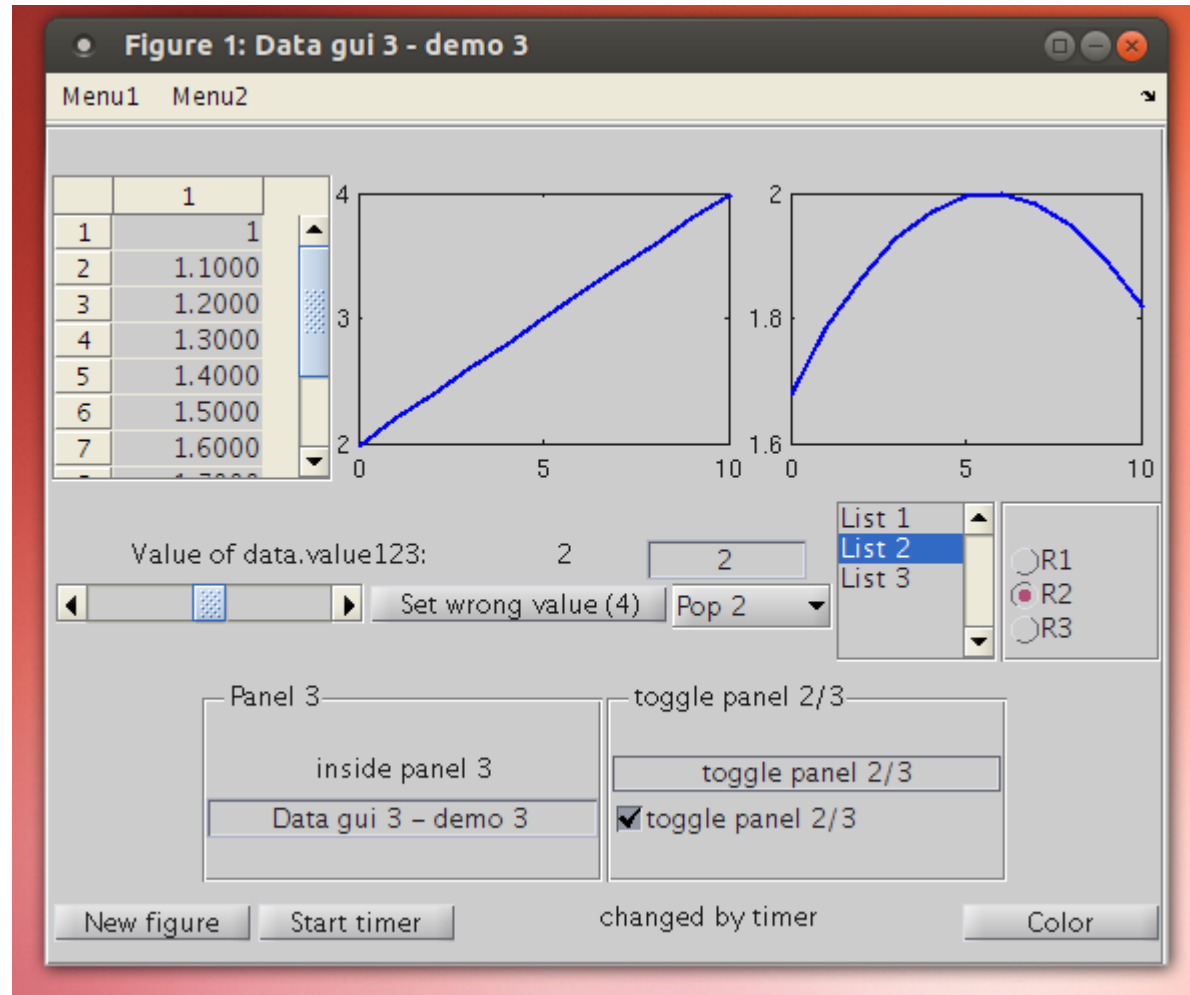 Figure 1: Data gui 3 - demo 3
Menu1 Menu2
1
1 1
2 1.1000
3 1.2000
4 1.3000
5 1.4000
6 1.5000
7 1.6000
4
3
2
0 5 10
2
1.8
1.6
0 5 10
Value of data.value123: 2 2
Set wrong value (4) Pop 2
List 1
List 2
List 3
R1
R2
R3
Panel 3
inside panel 3
Data gui 3 – demo 3
toggle panel 2/3
toggle panel 2/3
toggle panel 2/3
New figure Start timer changed by timer Color